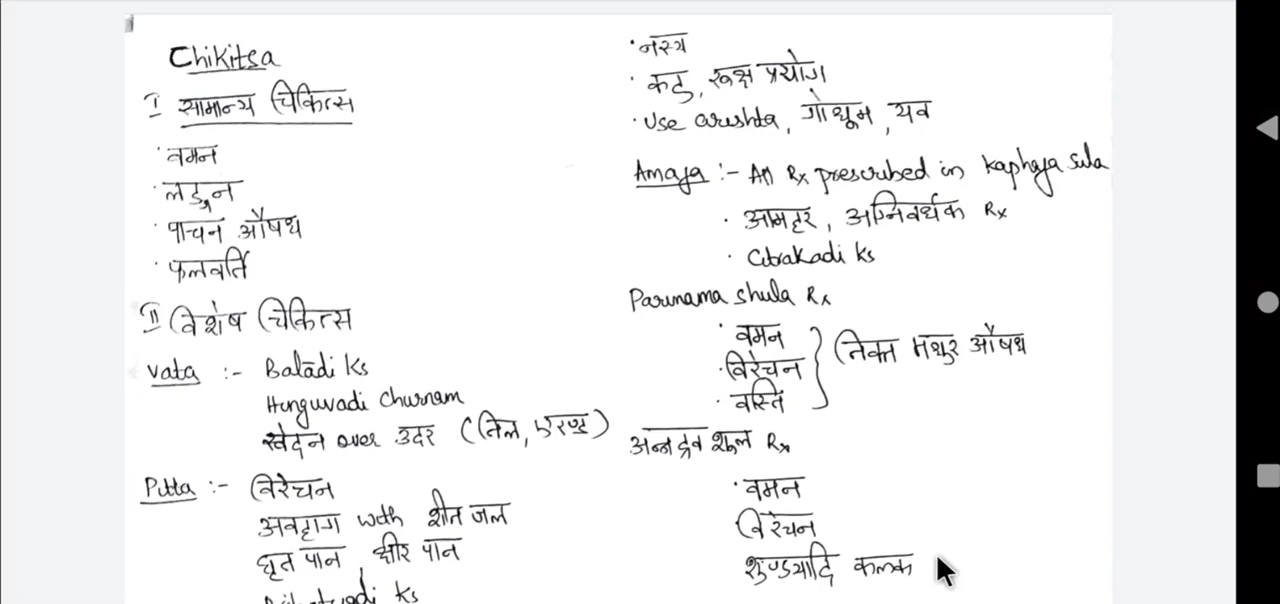 Chikitsa
I सामान्य चिकित्स
· वमन
· लङ्घन
· पाचन औषध
· फलवर्ति
II विशेष चिकित्स
Vata :- Baladi Ks
Hinguvadi Churnam
स्वेदन over उदर (तिल, एरण्ड)
Pitta :- विरेचन
अवगाह with शीत जल
घृत पान, क्षीर पान
Ks
· नस्य
· कटु, रूक्ष प्रयोग
· Use arishta, गोधूम, यव
Amaja :- All Rx prescribed in Kaphaja Sula
· आमहर, अग्निवर्धक Rx
· Citrakadi Ks
Parinama Shula Rx
· वमन
· विरेचन } तिक्त मधुर औषध
· वस्ति
अन्नद्रव शूल Rx
· वमन
विरेचन
शुण्ठ्यादि कल्क